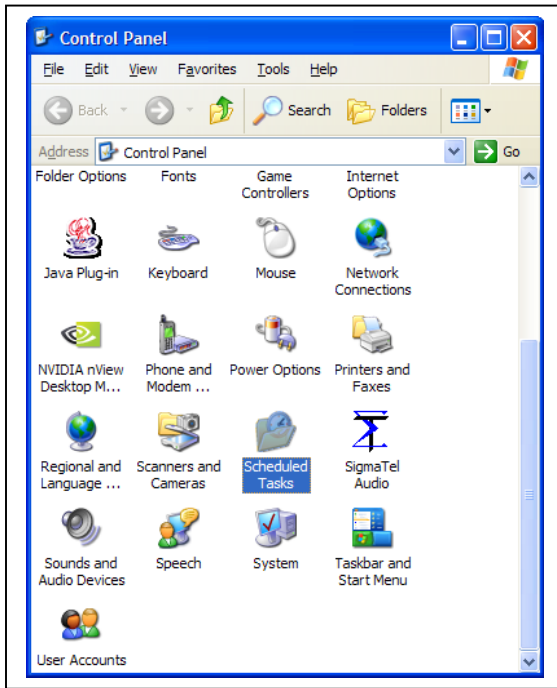 Control Panel
File Edit View Favorites Tools Help
Back Search Folders
Address Control Panel Go
Folder Options Fonts Game Controllers Internet Options
Java Plug-in Keyboard Mouse Network Connections
NVIDIA nView Desktop M... Phone and Modem ... Power Options Printers and Faxes
Regional and Language ... Scanners and Cameras Scheduled Tasks SigmaTel Audio
Sounds and Audio Devices Speech System Taskbar and Start Menu
User Accounts